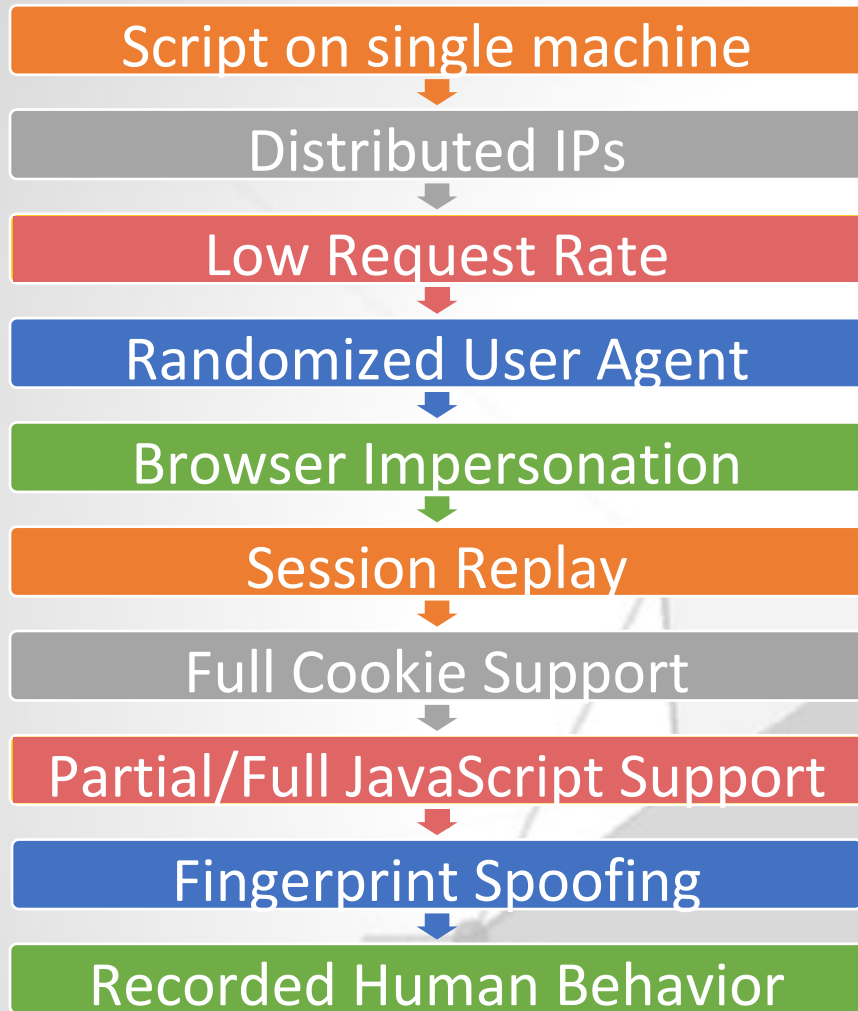 Script on single machine
Distributed IPs
Low Request Rate
Randomized User Agent
Browser Impersonation
Session Replay
Full Cookie Support
Partial/Full JavaScript Support
Fingerprint Spoofing
Recorded Human Behavior